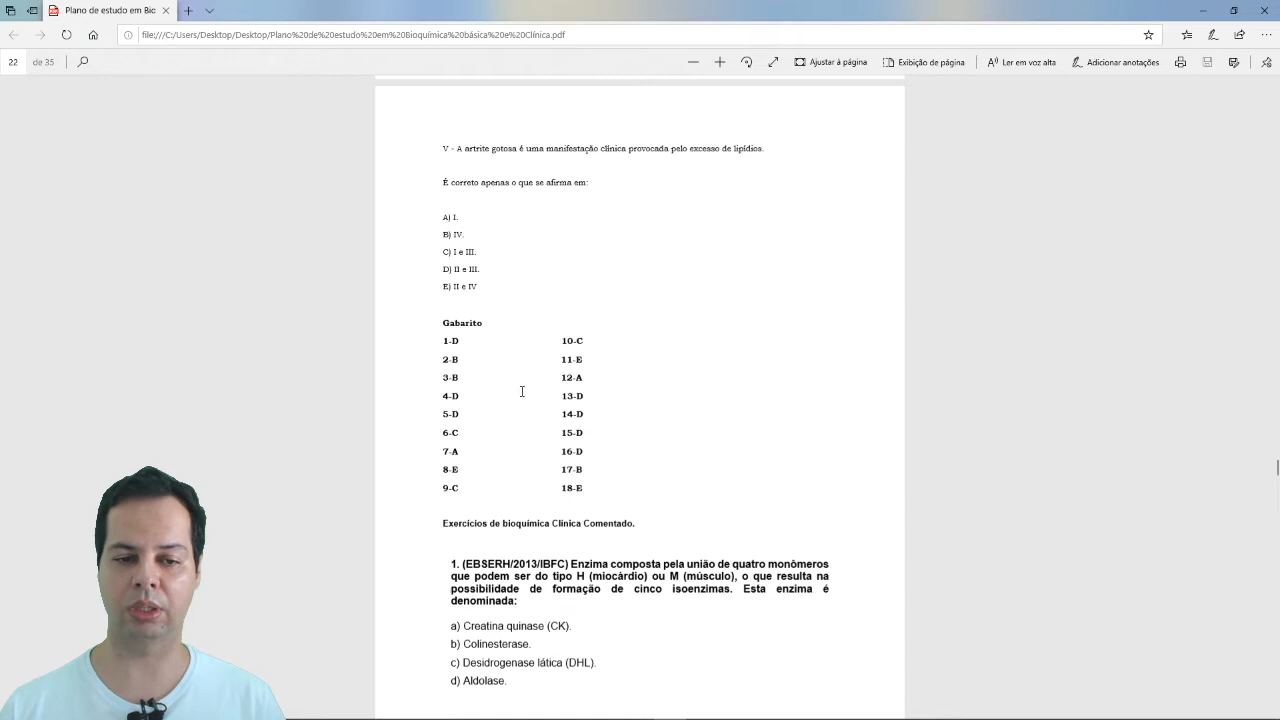 Plano de estudo em Bio
file:///C:/Users/Desktop/Desktop/Plano%20de%20estudo%20em%20Bioquímica%20básica%20e%20Clínica.pdf
22 de 35
Ajustar à página
Exibição de página
Ler em voz alta
Adicionar anotações
V - A artrite gotosa é uma manifestação clínica provocada pelo excesso de lipídios.
É correto apenas o que se afirma em:
A) I.
B) IV.
C) I e III.
D) II e III.
E) II e IV
Gabarito
1-D 10-C
2-B 11-E
3-B 12-A
4-D 13-D
5-D 14-D
6-C 15-D
7-A 16-D
8-E 17-B
9-C 18-E
Exercícios de bioquímica Clínica Comentado.
1. (EBSERH/2013/IBFC) Enzima composta pela união de quatro monômeros
que podem ser do tipo H (miocárdio) ou M (músculo), o que resulta na
possibilidade de formação de cinco isoenzimas. Esta enzima é
denominada:
a) Creatina quinase (CK).
b) Colinesterase.
c) Desidrogenase lática (DHL).
d) Aldolase.